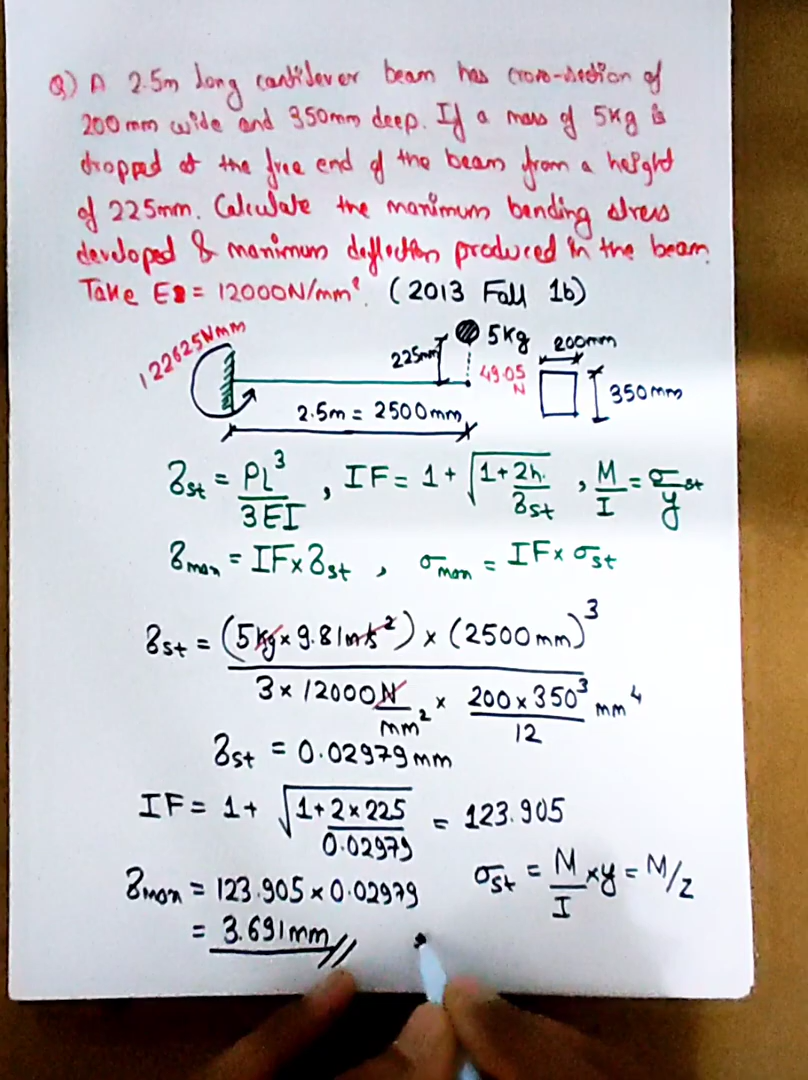 Q) A 2.5m long cantilever beam has cross-section of
200mm wide and 350mm deep. If a mass of 5Kg is
dropped at the free end of the beam from a height
of 225mm. Calculate the maximum bending stress
developed & maximum deflection produced in the beam.
Take E = 12000N/mm². (2013 Fall 1b)
122625Nmm
225mm
5Kg
200mm
49.05
N
350mm
2.5m = 2500mm
δst = PL³/3EI , IF = 1 + √(1+2h/δst) , M/I = σst/y
δmax = IF × δst , σmax = IF × σst
δst = (5kg × 9.81m/s²) × (2500mm)³ / 3 × 12000N/mm² × 200×350³/12 mm⁴
δst = 0.02979mm
IF = 1 + √(1+2×225/0.02979) = 123.905
δmax = 123.905 × 0.02979
σst = M/I × y = M/Z
= 3.691mm //